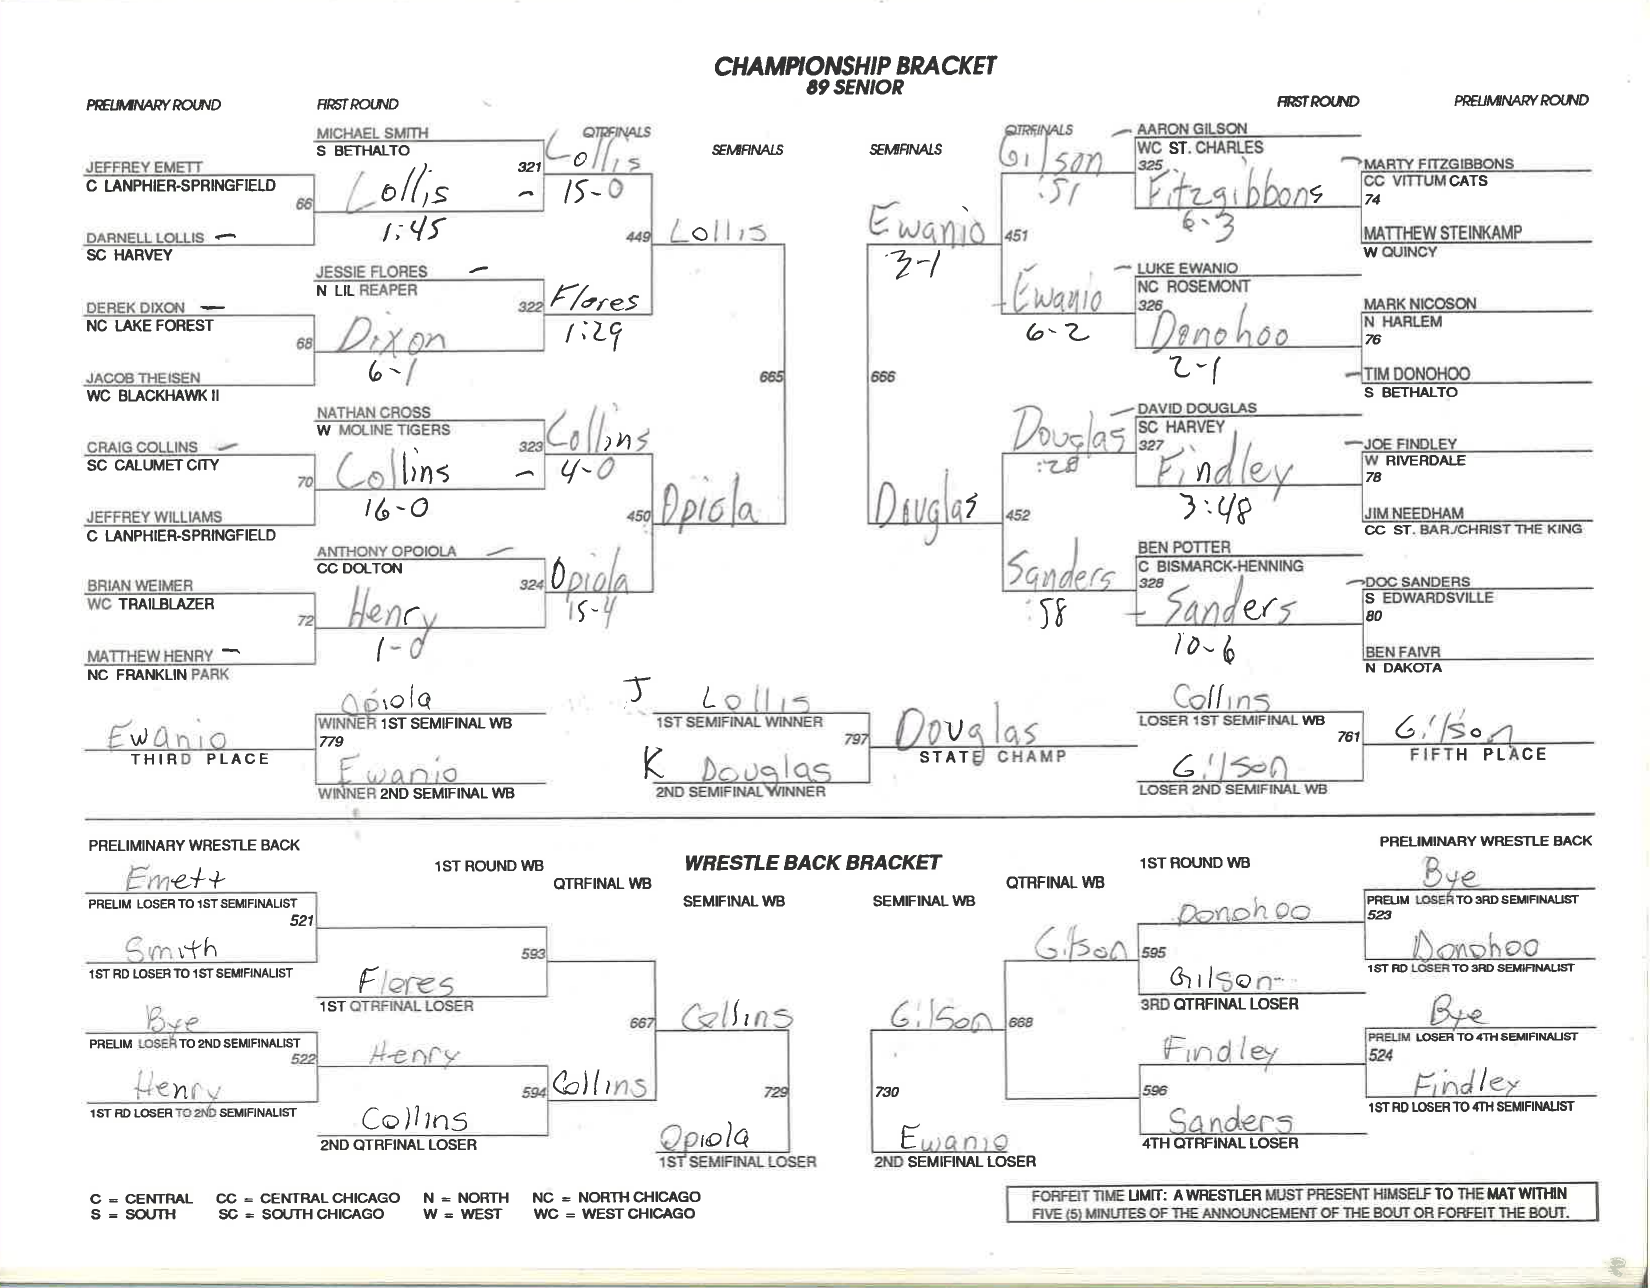 CHAMPIONSHIP BRACKET
89 SENIOR
PRELIMINARY ROUND
FIRST ROUND
QTRFINALS
SEMIFINALS
SEMIFINALS
QTRFINALS
FIRST ROUND
PRELIMINARY ROUND
JEFFREY EMETT
C LANPHIER-SPRINGFIELD
66
DARNELL LOLLIS –
SC HARVEY
DEREK DIXON –
NC LAKE FOREST
68
JACOB THEISEN
WC BLACKHAWK II
CRAIG COLLINS –
SC CALUMET CITY
70
JEFFREY WILLIAMS
C LANPHIER-SPRINGFIELD
BRIAN WEIMER
WC TRAILBLAZER
72
MATTHEW HENRY –
NC FRANKLIN PARK
MICHAEL SMITH
S BETHALTO
321
Lollis –
1:45
JESSIE FLORES –
N LIL REAPER
322
Dixon
6-1
NATHAN CROSS
W MOLINE TIGERS
323
Collins –
16-0
ANTHONY OPOIOLA –
CC DOLTON
324
Henry
1-0
Lollis
15-0
449
Flores
1:29
Collins
4-0
450
Opiola
15-4
Lollis
665
Opiola
Ewanio
3-1
666
Douglas
Gilson
:51
451
Ewanio
6-2
Douglas
:28
452
Sanders
:58
– AARON GILSON
WC ST. CHARLES
325
Fitzgibbons
6-3
– LUKE EWANIO
NC ROSEMONT
326
Donohoo
2-1
– DAVID DOUGLAS
SC HARVEY
327
Findley
3:48
BEN POTTER
C BISMARCK-HENNING
328
– Sanders
10-6
– MARTY FITZGIBBONS
CC VITTUM CATS
74
MATTHEW STEINKAMP
W QUINCY
MARK NICOSON
N HARLEM
76
– TIM DONOHOO
S BETHALTO
– JOE FINDLEY
W RIVERDALE
78
JIM NEEDHAM
CC ST. BAR./CHRIST THE KING
– DOC SANDERS
S EDWARDSVILLE
80
BEN FAIVR
N DAKOTA
Ewanio
THIRD PLACE
Opiola
WINNER 1ST SEMIFINAL WB
779
Ewanio
WINNER 2ND SEMIFINAL WB
J Lollis
1ST SEMIFINAL WINNER
797
K Douglas
2ND SEMIFINAL WINNER
Douglas
STATE CHAMP
Collins
LOSER 1ST SEMIFINAL WB
761
Gilson
LOSER 2ND SEMIFINAL WB
Gilson
FIFTH PLACE
WRESTLE BACK BRACKET
PRELIMINARY WRESTLE BACK
1ST ROUND WB
QTRFINAL WB
SEMIFINAL WB
SEMIFINAL WB
QTRFINAL WB
1ST ROUND WB
PRELIMINARY WRESTLE BACK
Emett
PRELIM LOSER TO 1ST SEMIFINALIST
521
Smith
1ST RD LOSER TO 1ST SEMIFINALIST
Bye
PRELIM LOSER TO 2ND SEMIFINALIST
522
Henry
1ST RD LOSER TO 2ND SEMIFINALIST
593
Flores
1ST QTRFINAL LOSER
Henry
594
Collins
2ND QTRFINAL LOSER
667
Collins
Collins
729
Opiola
1ST SEMIFINAL LOSER
Gilson
730
Ewanio
2ND SEMIFINAL LOSER
Gilson
668
Donohoo
595
Gilson
3RD QTRFINAL LOSER
Findley
596
Sanders
4TH QTRFINAL LOSER
Bye
PRELIM LOSER TO 3RD SEMIFINALIST
523
Donohoo
1ST RD LOSER TO 3RD SEMIFINALIST
Bye
PRELIM LOSER TO 4TH SEMIFINALIST
524
Findley
1ST RD LOSER TO 4TH SEMIFINALIST
C = CENTRAL CC = CENTRAL CHICAGO N = NORTH NC = NORTH CHICAGO
S = SOUTH SC = SOUTH CHICAGO W = WEST WC = WEST CHICAGO
FORFEIT TIME LIMIT: A WRESTLER MUST PRESENT HIMSELF TO THE MAT WITHIN
FIVE (5) MINUTES OF THE ANNOUNCEMENT OF THE BOUT OR FORFEIT THE BOUT.